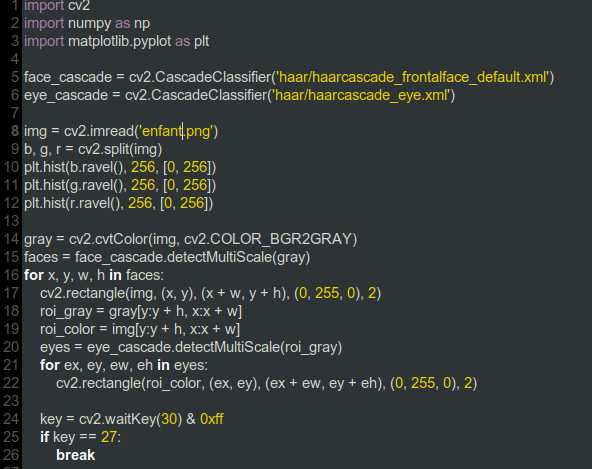 1 import cv2
2 import numpy as np
3 import matplotlib.pyplot as plt
4
5 face_cascade = cv2.CascadeClassifier('haar/haarcascade_frontalface_default.xml')
6 eye_cascade = cv2.CascadeClassifier('haar/haarcascade_eye.xml')
7
8 img = cv2.imread('enfant.png')
9 b, g, r = cv2.split(img)
10 plt.hist(b.ravel(), 256, [0, 256])
11 plt.hist(g.ravel(), 256, [0, 256])
12 plt.hist(r.ravel(), 256, [0, 256])
13
14 gray = cv2.cvtColor(img, cv2.COLOR_BGR2GRAY)
15 faces = face_cascade.detectMultiScale(gray)
16 for x, y, w, h in faces:
17     cv2.rectangle(img, (x, y), (x + w, y + h), (0, 255, 0), 2)
18     roi_gray = gray[y:y + h, x:x + w]
19     roi_color = img[y:y + h, x:x + w]
20     eyes = eye_cascade.detectMultiScale(roi_gray)
21     for ex, ey, ew, eh in eyes:
22         cv2.rectangle(roi_color, (ex, ey), (ex + ew, ey + eh), (0, 255, 0), 2)
23
24     key = cv2.waitKey(30) & 0xff
25     if key == 27:
26         break